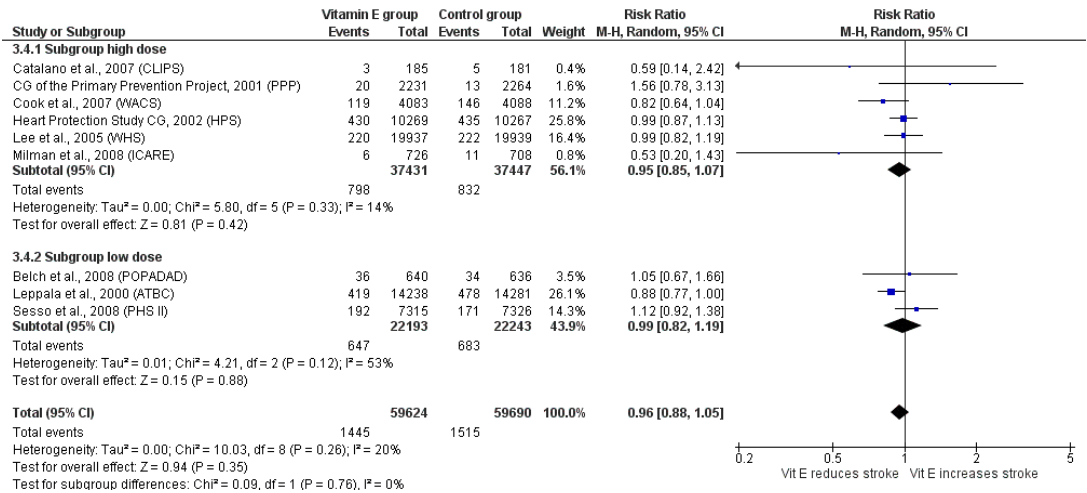 Vitamin E group Control group Risk Ratio Risk Ratio
Study or Subgroup Events Total Events Total Weight M-H, Random, 95% CI M-H, Random, 95% CI
3.4.1 Subgroup high dose
Catalano et al., 2007 (CLIPS) 3 185 5 181 0.4% 0.59 [0.14, 2.42]
CG of the Primary Prevention Project, 2001 (PPP) 20 2231 13 2264 1.6% 1.56 [0.78, 3.13]
Cook et al., 2007 (WACS) 119 4083 146 4088 11.2% 0.82 [0.64, 1.04]
Heart Protection Study CG, 2002 (HPS) 430 10269 435 10267 25.8% 0.99 [0.87, 1.13]
Lee et al., 2005 (WHS) 220 19937 222 19939 16.4% 0.99 [0.82, 1.19]
Milman et al., 2008 (ICARE) 6 726 11 708 0.8% 0.53 [0.20, 1.43]
Subtotal (95% CI) 37431 37447 56.1% 0.95 [0.85, 1.07]
Total events 798 832
Heterogeneity: Tau² = 0.00; Chi² = 5.80, df = 5 (P = 0.33); I² = 14%
Test for overall effect: Z = 0.81 (P = 0.42)
3.4.2 Subgroup low dose
Belch et al., 2008 (POPADAD) 36 640 34 636 3.5% 1.05 [0.67, 1.66]
Leppala et al., 2000 (ATBC) 419 14238 478 14281 26.1% 0.88 [0.77, 1.00]
Sesso et al., 2008 (PHS II) 192 7315 171 7326 14.3% 1.12 [0.92, 1.38]
Subtotal (95% CI) 22193 22243 43.9% 0.99 [0.82, 1.19]
Total events 647 683
Heterogeneity: Tau² = 0.01; Chi² = 4.21, df = 2 (P = 0.12); I² = 53%
Test for overall effect: Z = 0.15 (P = 0.88)
Total (95% CI) 59624 59690 100.0% 0.96 [0.88, 1.05]
Total events 1445 1515
Heterogeneity: Tau² = 0.00; Chi² = 10.03, df = 8 (P = 0.26); I² = 20%
Test for overall effect: Z = 0.94 (P = 0.35)
Test for subgroup differences: Chi² = 0.09, df = 1 (P = 0.76), I² = 0%
0.2 0.5 1 2 5
Vit E reduces stroke Vit E increases stroke